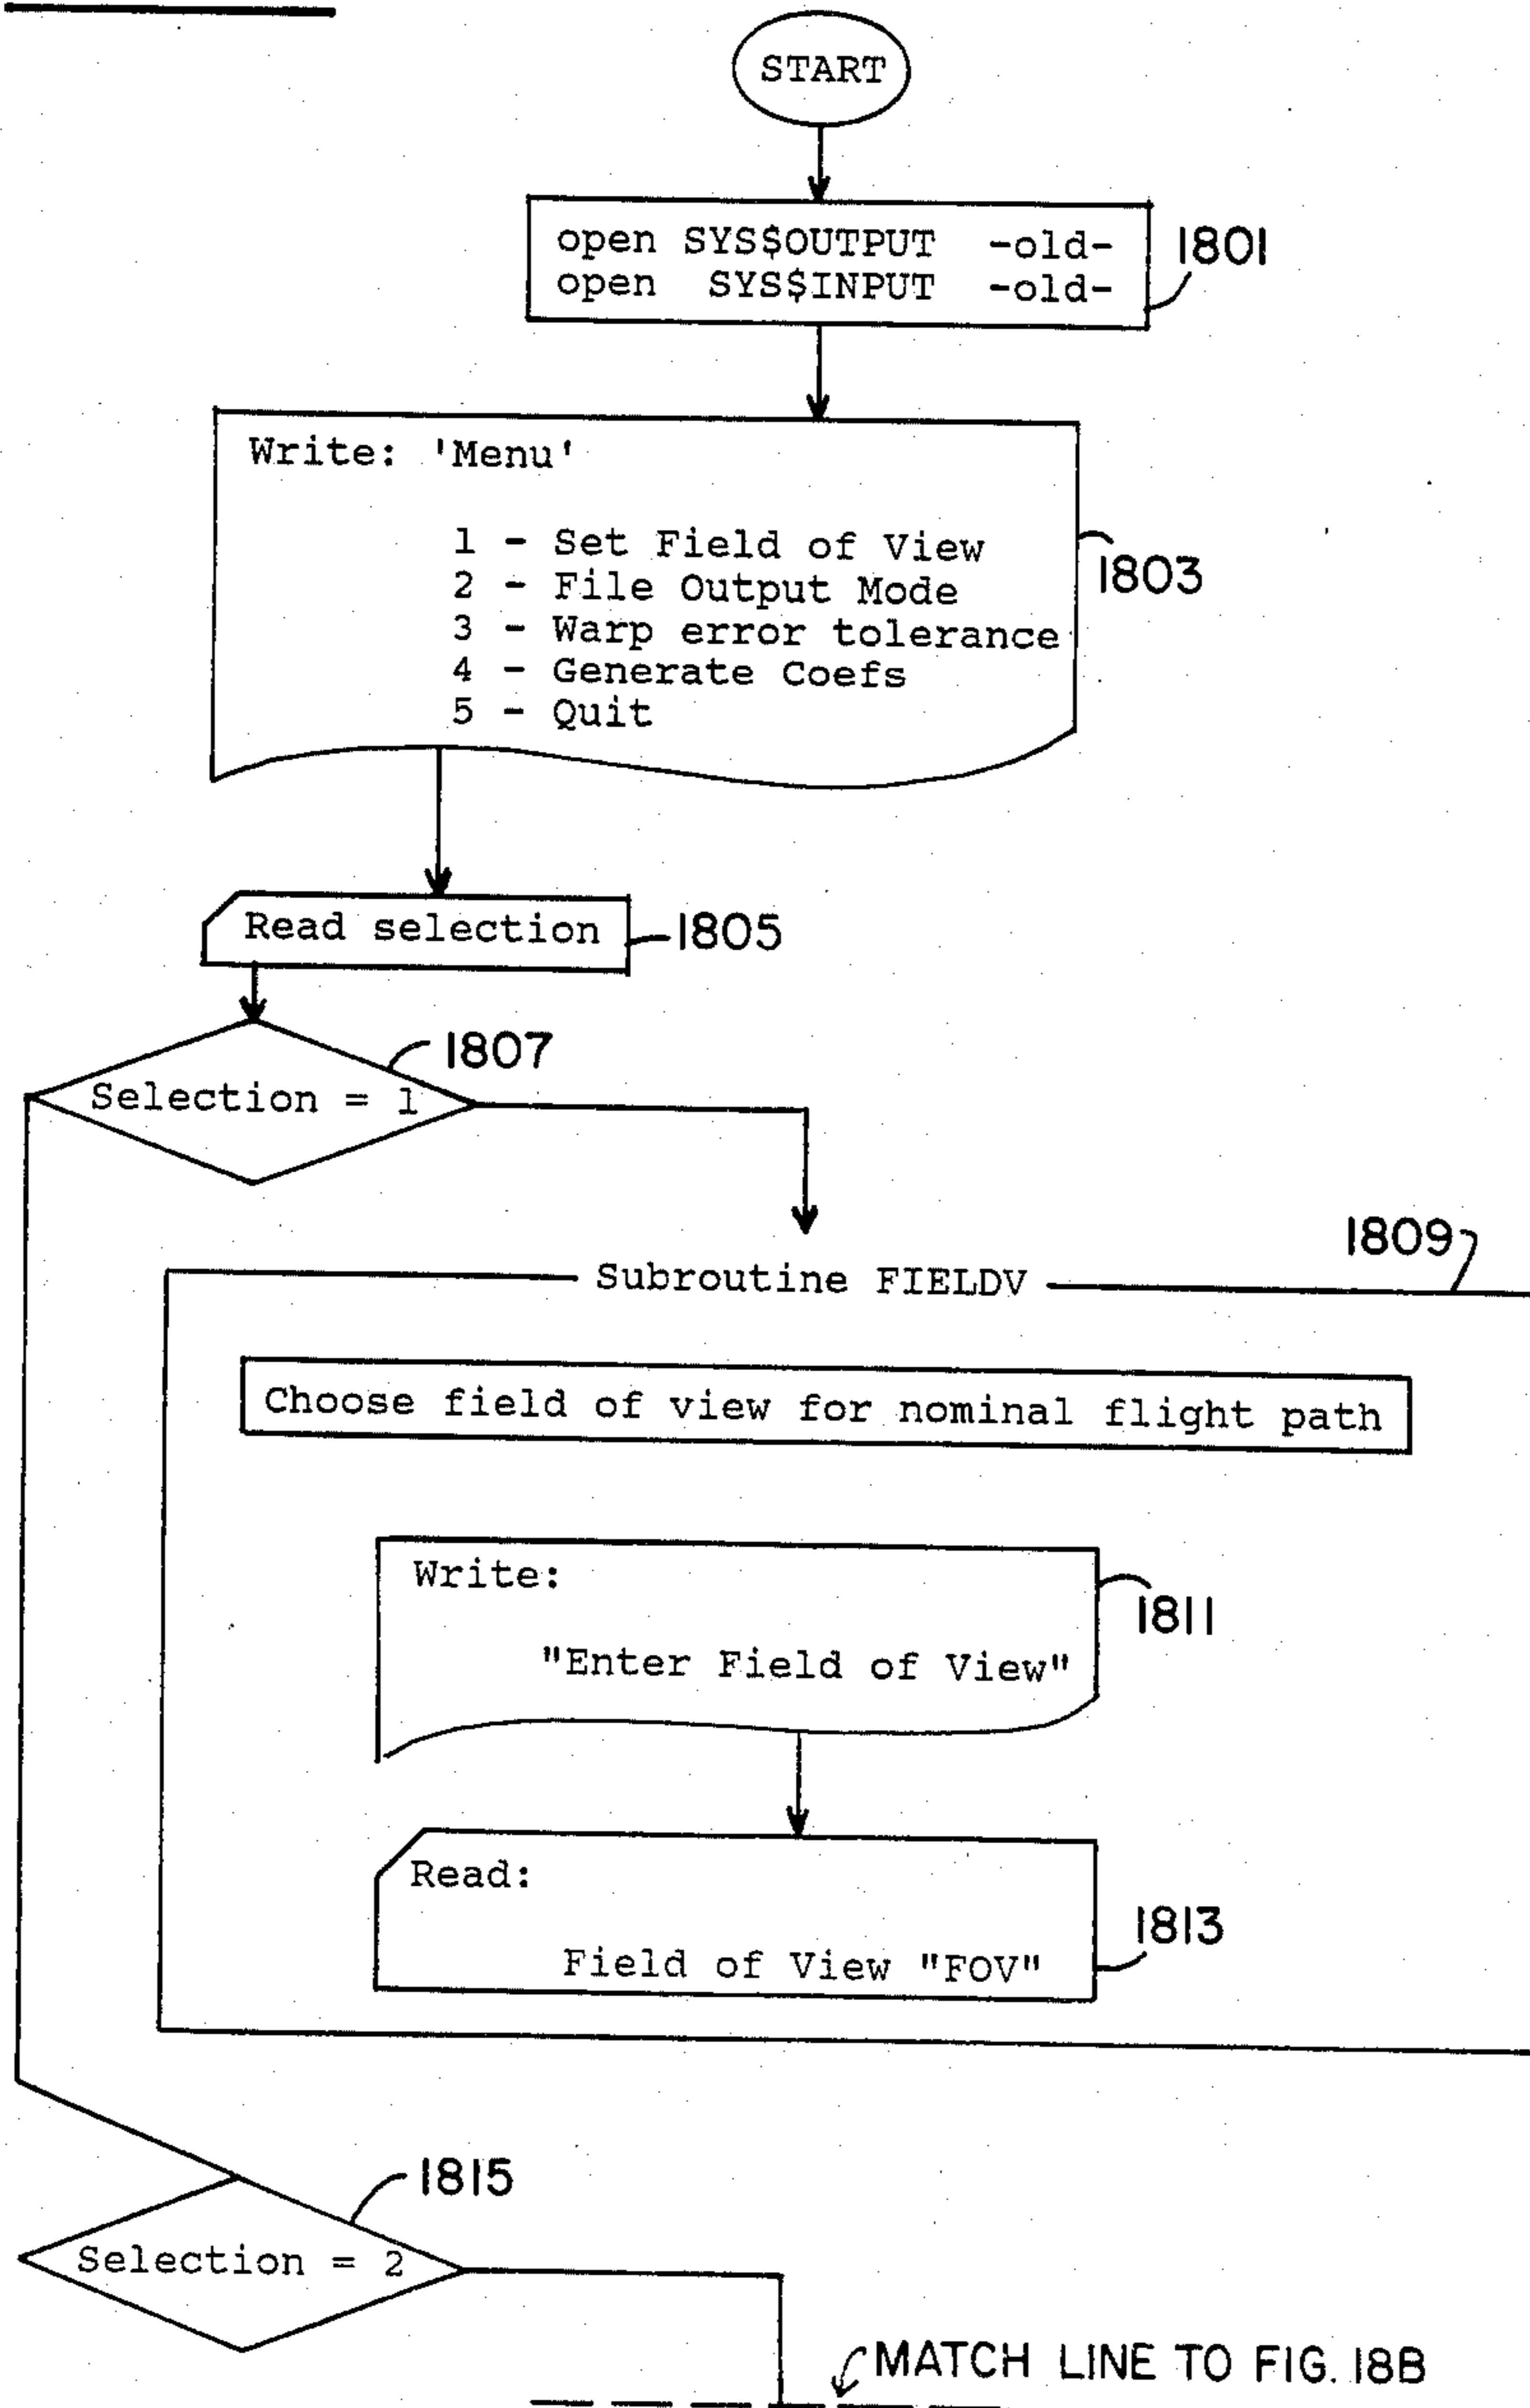 START
open SYS$OUTPUT -old-
open SYS$INPUT -old-
1801
Write: 'Menu'
1 - Set Field of View
2 - File Output Mode
3 - Warp error tolerance
4 - Generate Coefs
5 - Quit
1803
Read selection
1805
1807
Selection = 1
1809
Subroutine FIELDV
Choose field of view for nominal flight path
Write:
"Enter Field of View"
1811
Read:
Field of View "FOV"
1813
1815
Selection = 2
MATCH LINE TO FIG. 18B